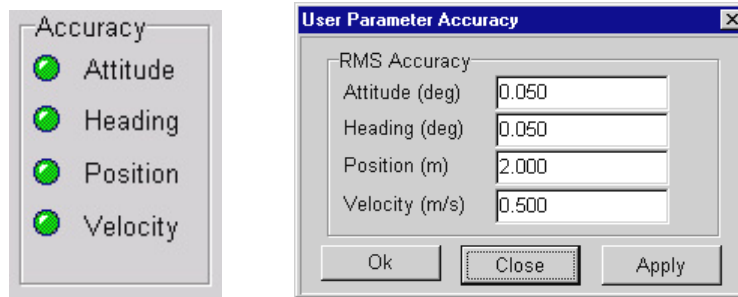 Accuracy
Attitude
Heading
Position
Velocity
User Parameter Accuracy
RMS Accuracy
Attitude (deg) 0.050
Heading (deg) 0.050
Position (m) 2.000
Velocity (m/s) 0.500
Ok Close Apply